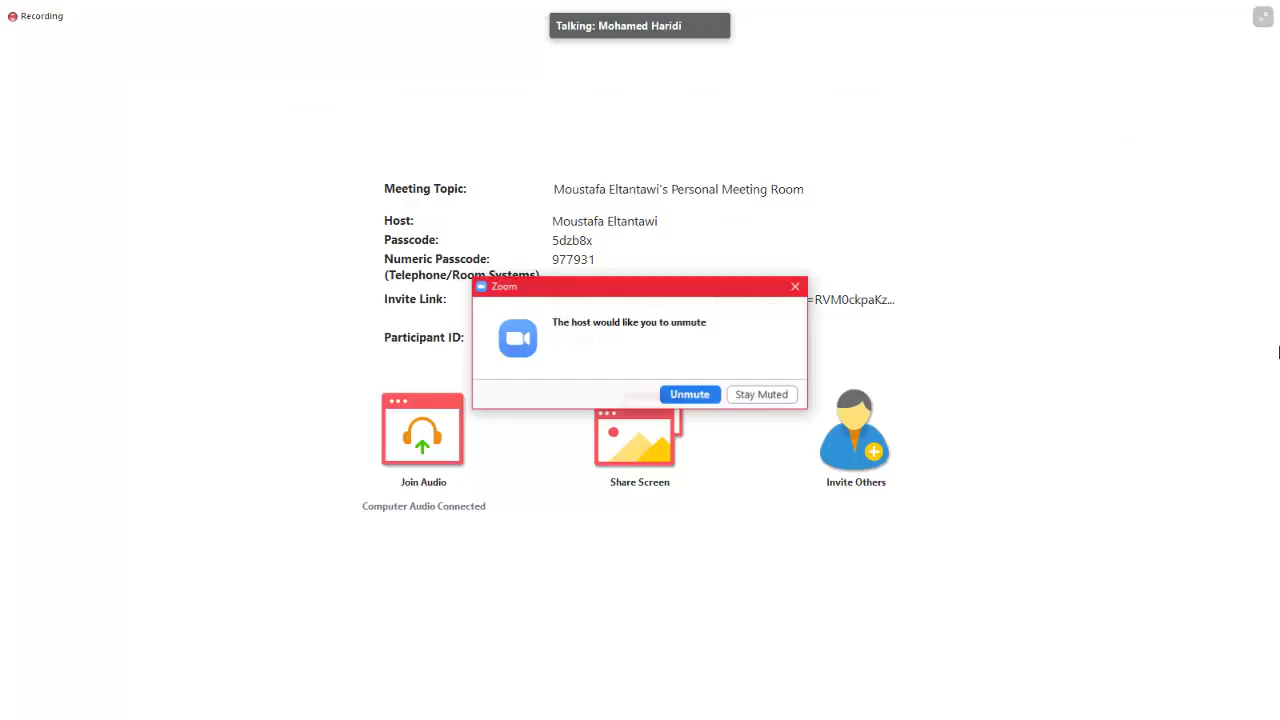 Recording
Talking: Mohamed Haridi
Meeting Topic: Moustafa Eltantawi's Personal Meeting Room
Host: Moustafa Eltantawi
Passcode: 5dzb8x
Numeric Passcode: 977931
(Telephone/Room Systems)
Zoom
Invite Link: =RVM0ckpaKz...
The host would like you to unmute
Participant ID:
Unmute Stay Muted
Join Audio Share Screen Invite Others
Computer Audio Connected